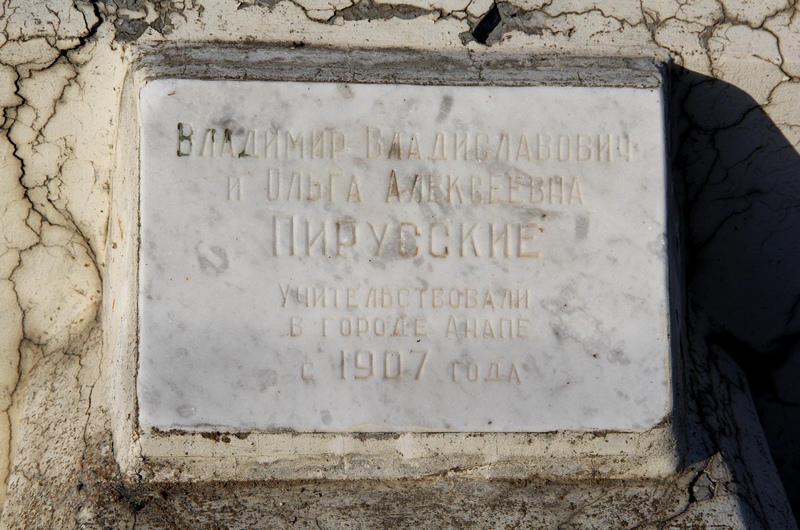 Владимир Владиславович
и Ольга Алексеевна
Пирусские
Учительствовали
в городе Анапе
с 1907 года